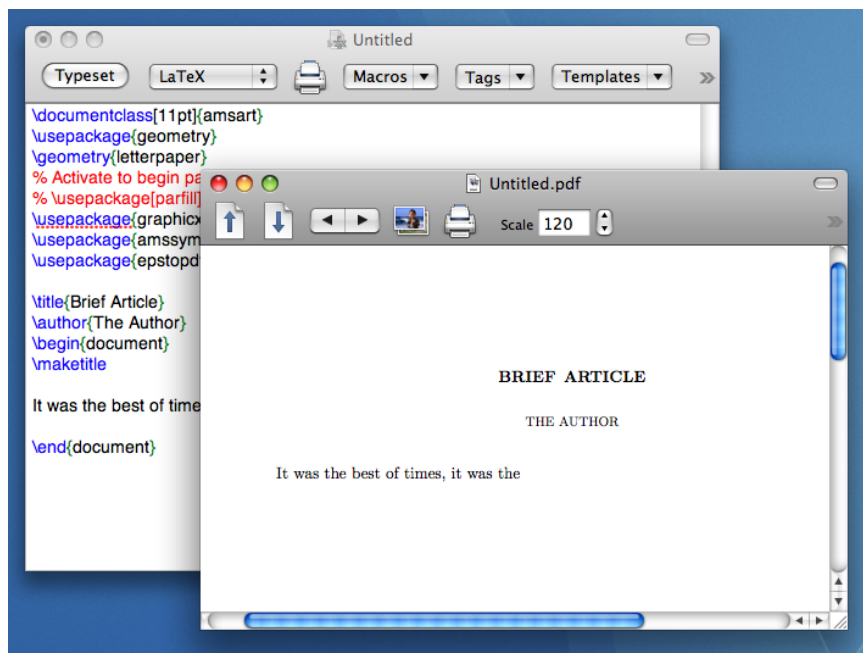 Untitled
Typeset LaTeX Macros Tags Templates »
\documentclass[11pt]{amsart}
\usepackage{geometry}
\geometry{letterpaper}
% Activate to begin pa
% \usepackage[parfill]
\usepackage{graphicx
\usepackage{amssym
\usepackage{epstopd
\title{Brief Article}
\author{The Author}
\begin{document}
\maketitle
It was the best of time
\end{document}
Untitled.pdf
Scale 120 »
BRIEF ARTICLE
THE AUTHOR
It was the best of times, it was the